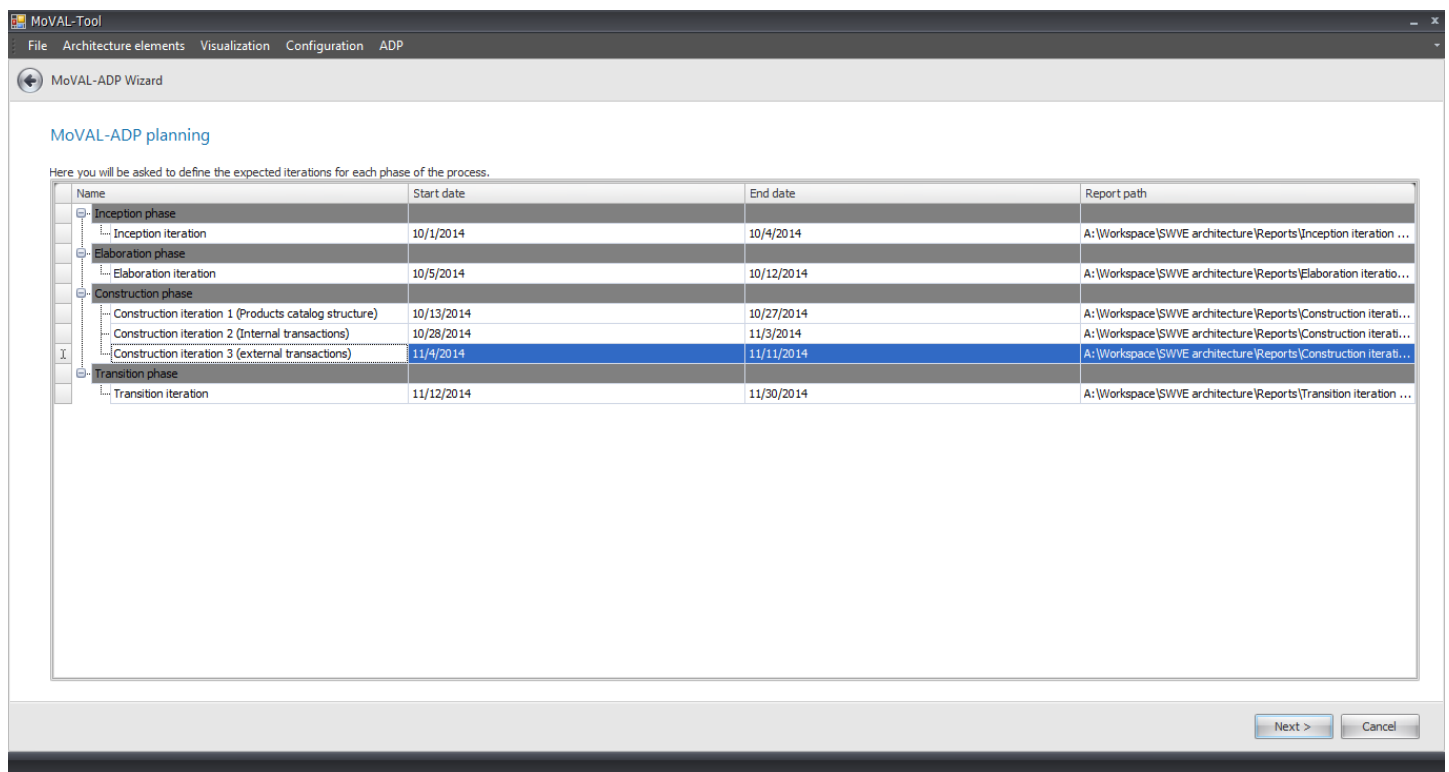 MoVAL-Tool
File Architecture elements Visualization Configuration ADP
MoVAL-ADP Wizard
MoVAL-ADP planning
Here you will be asked to define the expected iterations for each phase of the process.
Name Start date End date Report path
Inception phase
Inception iteration 10/1/2014 10/4/2014 A:\Workspace\SWVE architecture\Reports\Inception iteration ...
Elaboration phase
Elaboration iteration 10/5/2014 10/12/2014 A:\Workspace\SWVE architecture\Reports\Elaboration iteratio...
Construction phase
Construction iteration 1 (Products catalog structure) 10/13/2014 10/27/2014 A:\Workspace\SWVE architecture\Reports\Construction iterati...
Construction iteration 2 (Internal transactions) 10/28/2014 11/3/2014 A:\Workspace\SWVE architecture\Reports\Construction iterati...
Construction iteration 3 (external transactions) 11/4/2014 11/11/2014 A:\Workspace\SWVE architecture\Reports\Construction iterati...
Transition phase
Transition iteration 11/12/2014 11/30/2014 A:\Workspace\SWVE architecture\Reports\Transition iteration ...
Next > Cancel